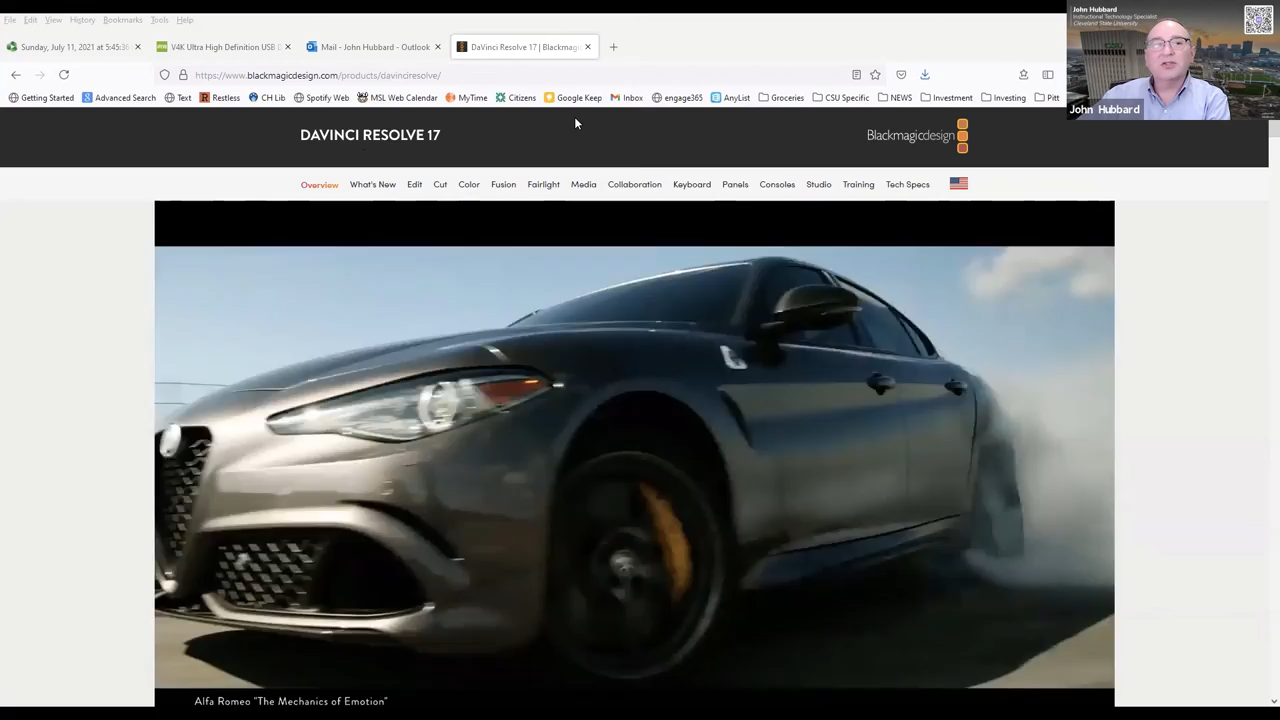 File Edit View History Bookmarks Tools Help
Sunday, July 11, 2021 at 5:45:36
V4K Ultra High Definition USB
Mail - John Hubbard - Outlook
DaVinci Resolve 17 | Blackmagic
https://www.blackmagicdesign.com/products/davinciresolve/
Getting Started Advanced Search Text Restless CH Lib Spotify Web MSL Web Calendar MyTime Citizens Google Keep Inbox engage365 AnyList Groceries CSU Specific NEWS Investment Investing Pitt
John Hubbard
Instructional Technology Specialist
Cleveland State University
John Hubbard
DAVINCI RESOLVE 17
Blackmagicdesign
Overview What's New Edit Cut Color Fusion Fairlight Media Collaboration Keyboard Panels Consoles Studio Training Tech Specs
Alfa Romeo "The Mechanics of Emotion"